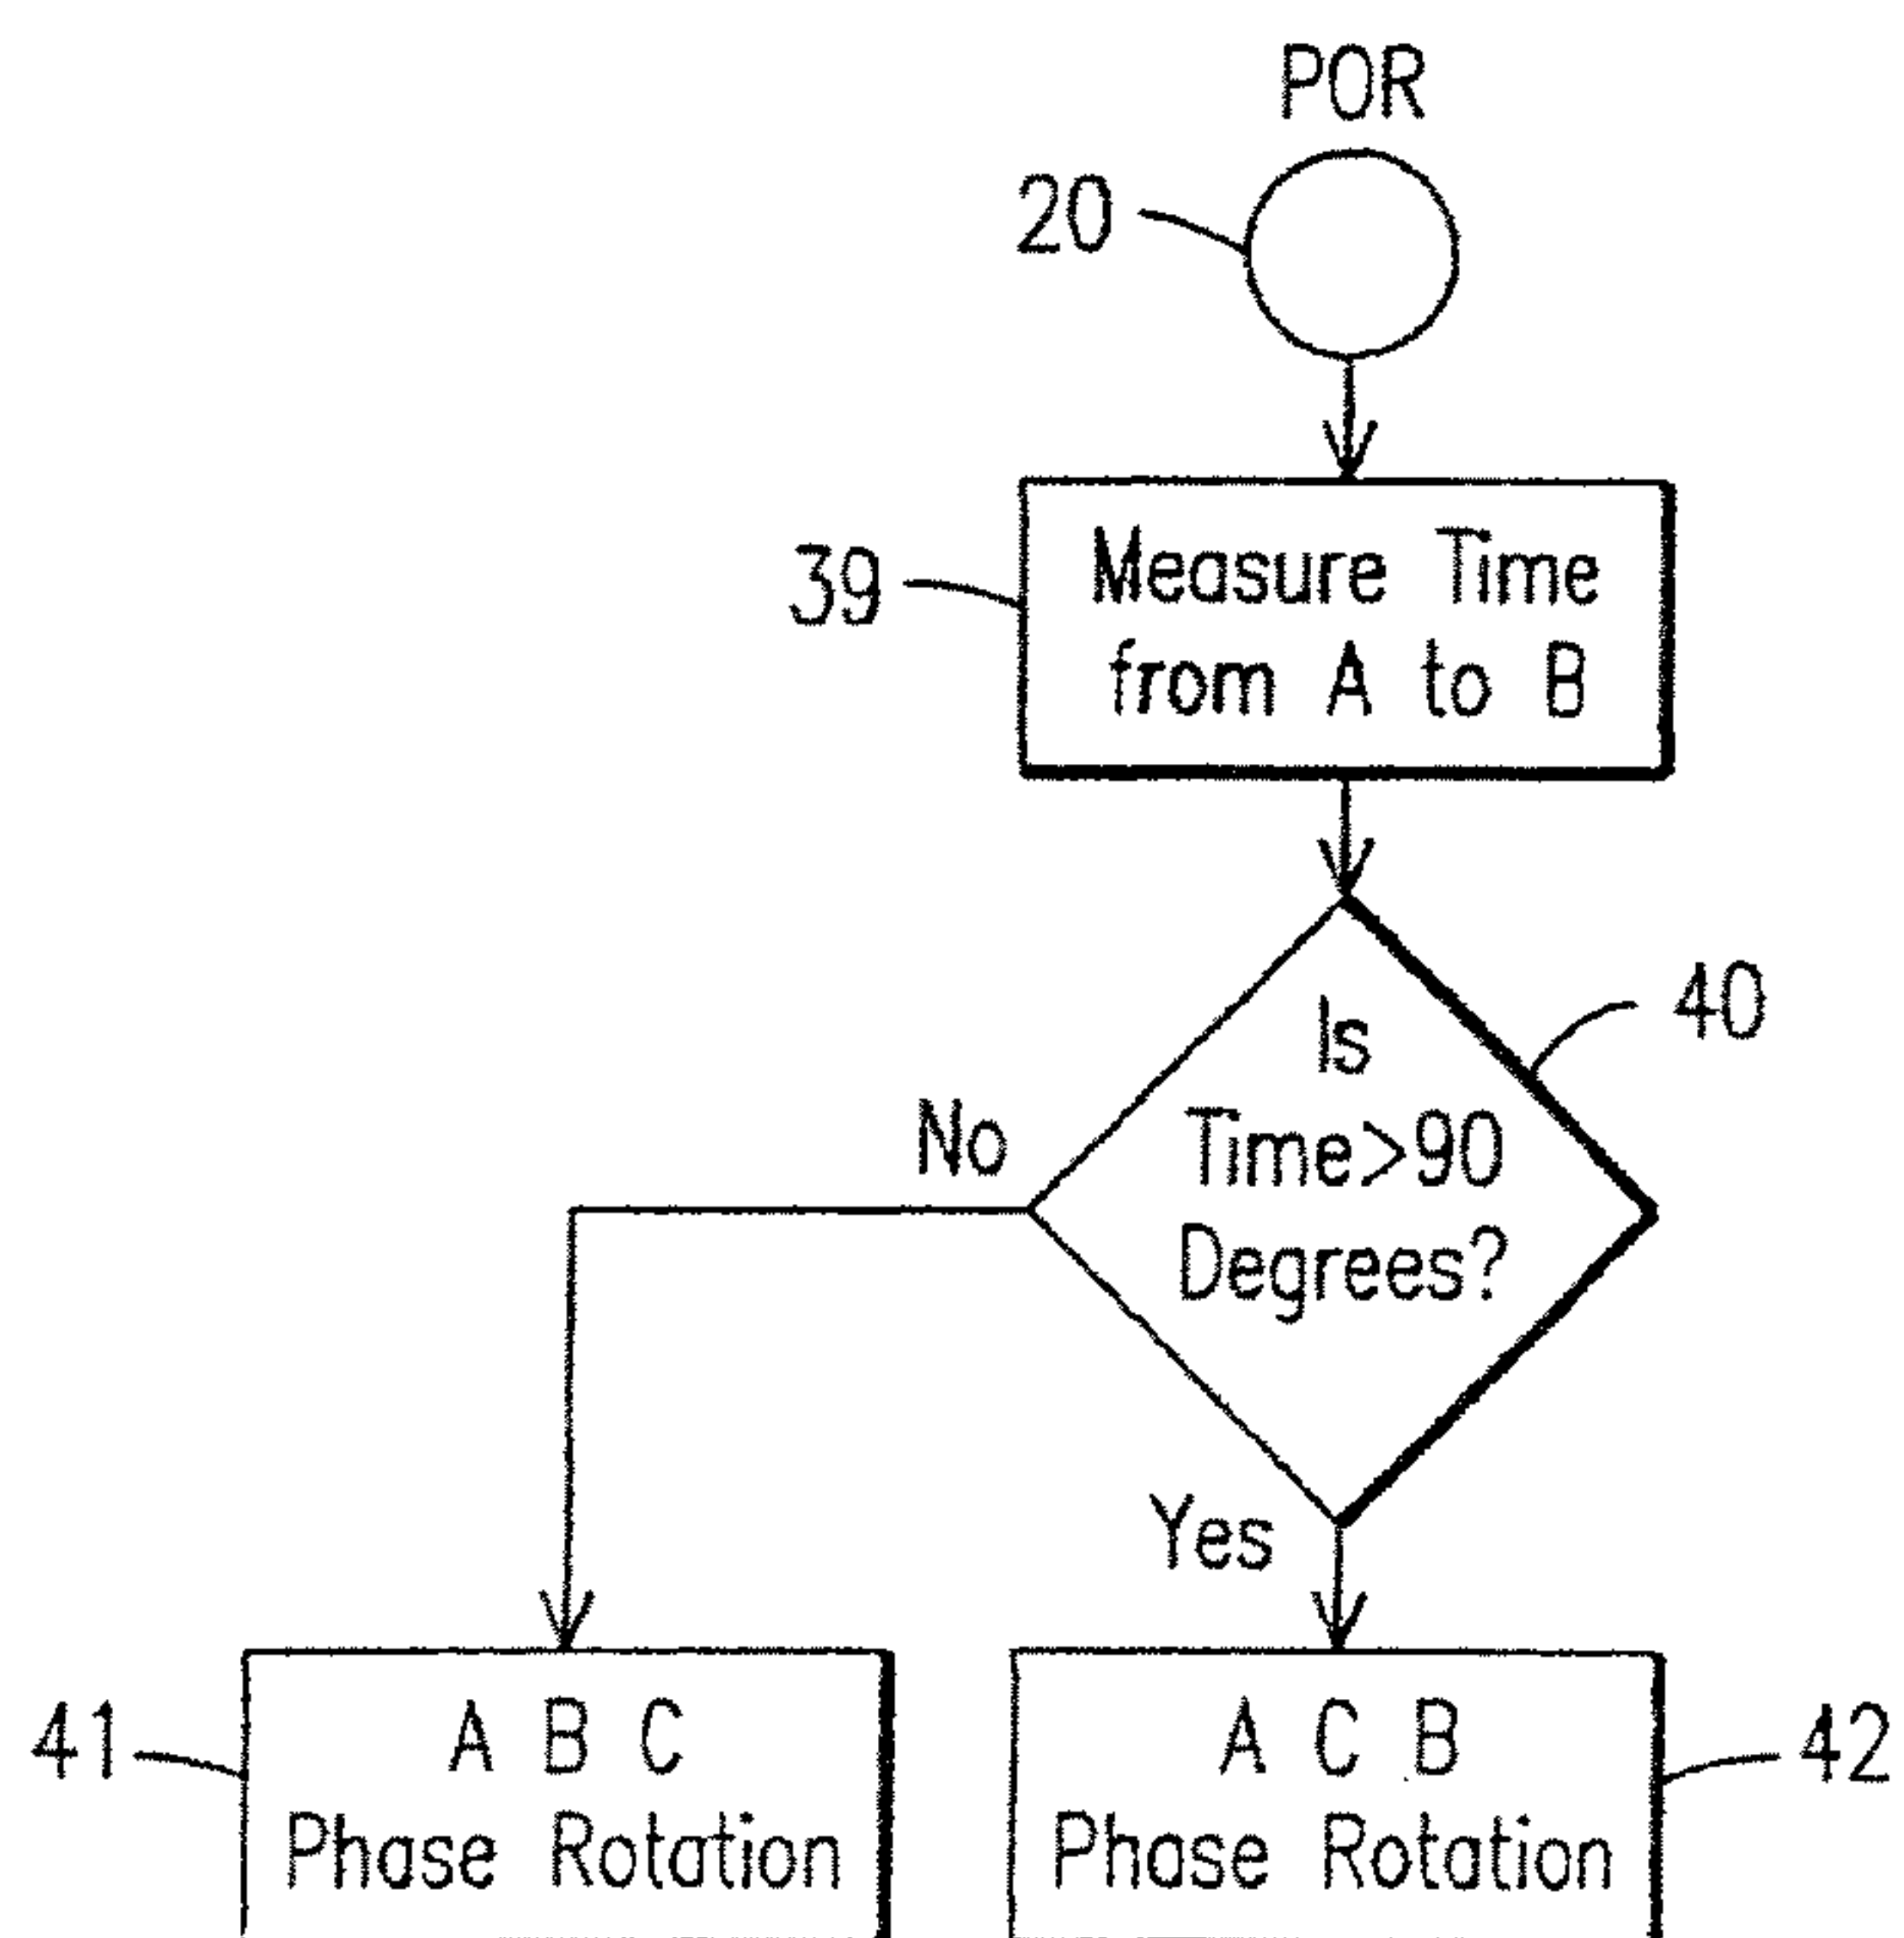 POR
20
39
Measure Time
from A to B
40
Is
Time>90
Degrees?
No
Yes
41
A B C
Phase Rotation
A C B
Phase Rotation
42